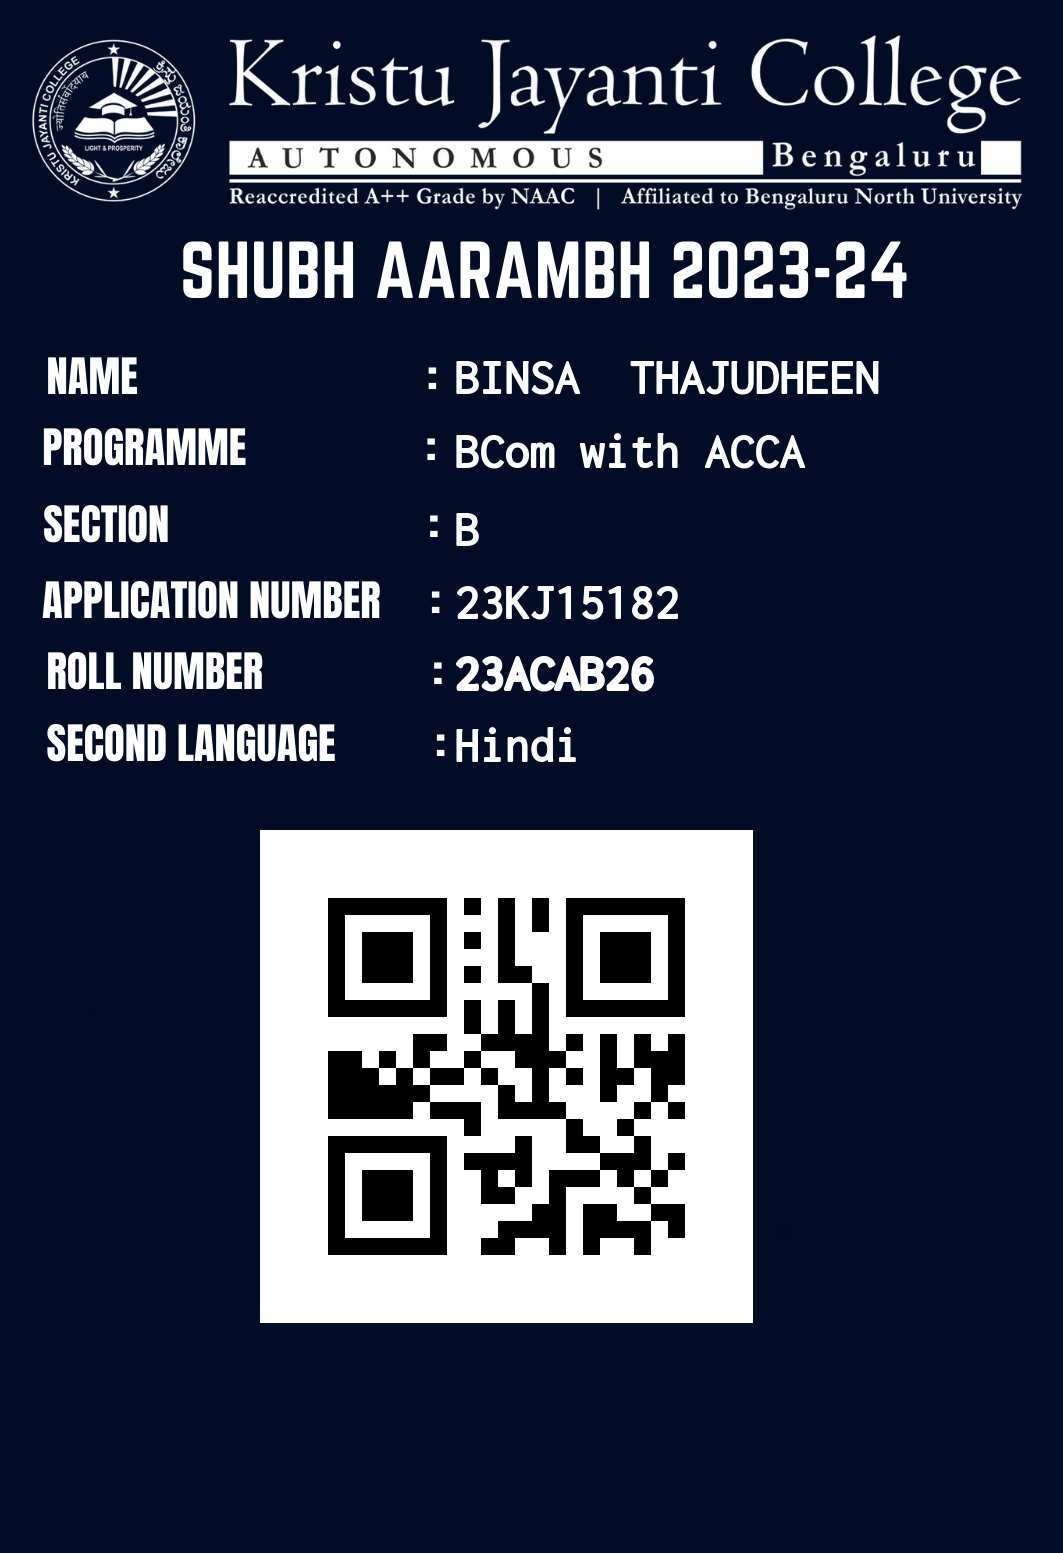 Kristu Jayanti College
AUTONOMOUS Bengaluru
Reaccredited A++ Grade by NAAC | Affiliated to Bengaluru North University
KRISTU JAYANTI COLLEGE
LIGHT & PROSPERITY
SHUBH AARAMBH 2023-24
NAME : BINSA THAJUDHEEN
PROGRAMME : BCom with ACCA
SECTION : B
APPLICATION NUMBER : 23KJ15182
ROLL NUMBER : 23ACAB26
SECOND LANGUAGE : Hindi